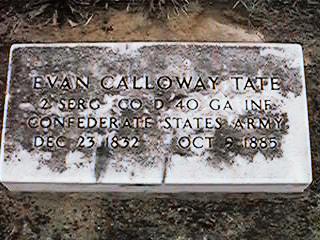 EVAN CALLOWAY TATE
2 SERG CO D 40 GA INF
CONFEDERATE STATES ARMY
DEC 23 1832 OCT 9 1885